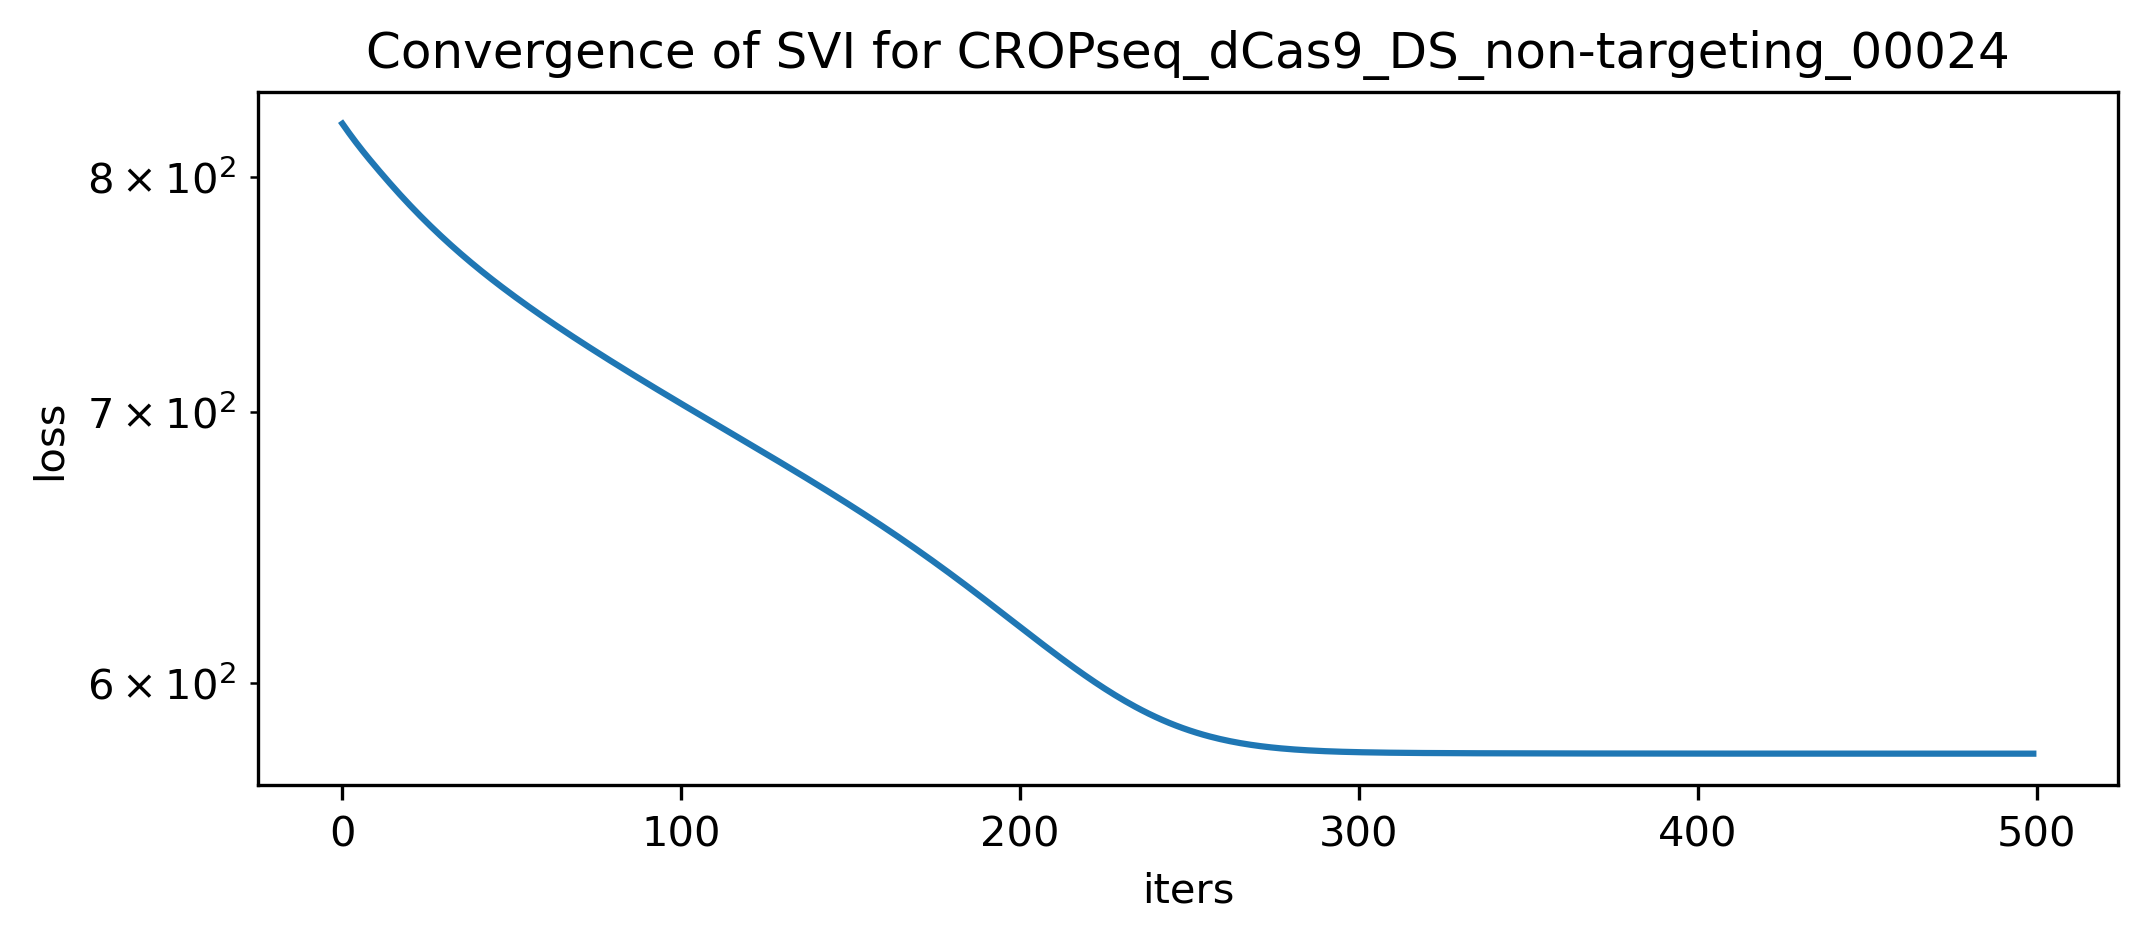 Convergence of SVI for CROPseq_dCas9_DS_non-targeting_00024
8 × 10²
7 × 10²
6 × 10²
loss
0 100 200 300 400 500
iters